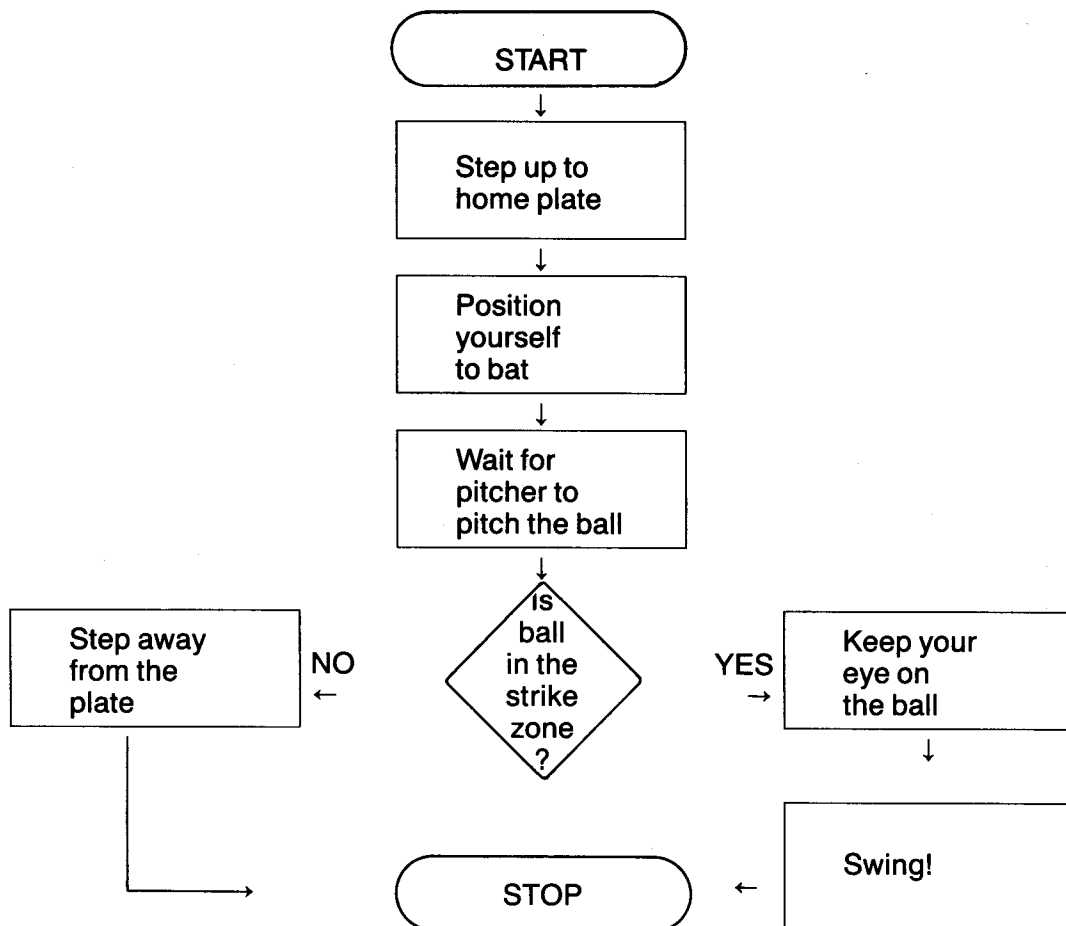 START
Step up to
home plate
Position
yourself
to bat
Wait for
pitcher to
pitch the ball
Is
ball
in the
strike
zone
?
NO
Step away
from the
plate
YES
Keep your
eye on
the ball
Swing!
STOP